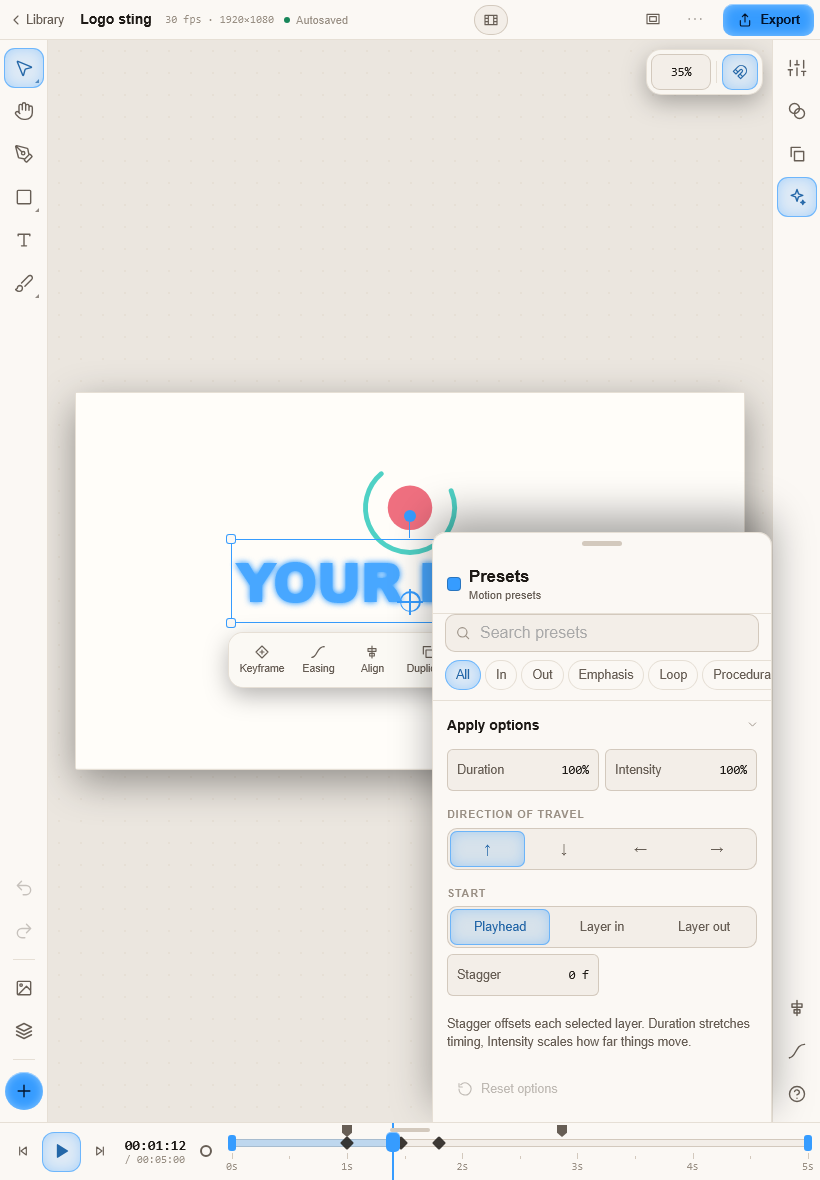 Library Logo sting 30 fps · 1920×1080 Autosaved Export
35%
YOUR
Keyframe Easing Align
Presets
Motion presets
Search presets
All In Out Emphasis Loop
Apply options
Duration 100% Intensity 100%
DIRECTION OF TRAVEL
↑ ↓ ← →
START
Playhead Layer in Layer out
Stagger 0 f
Stagger offsets each selected layer. Duration stretches
timing, Intensity scales how far things move.
Reset options
00:01:12
/ 00:05:00
0s 1s 2s 3s 4s 5s